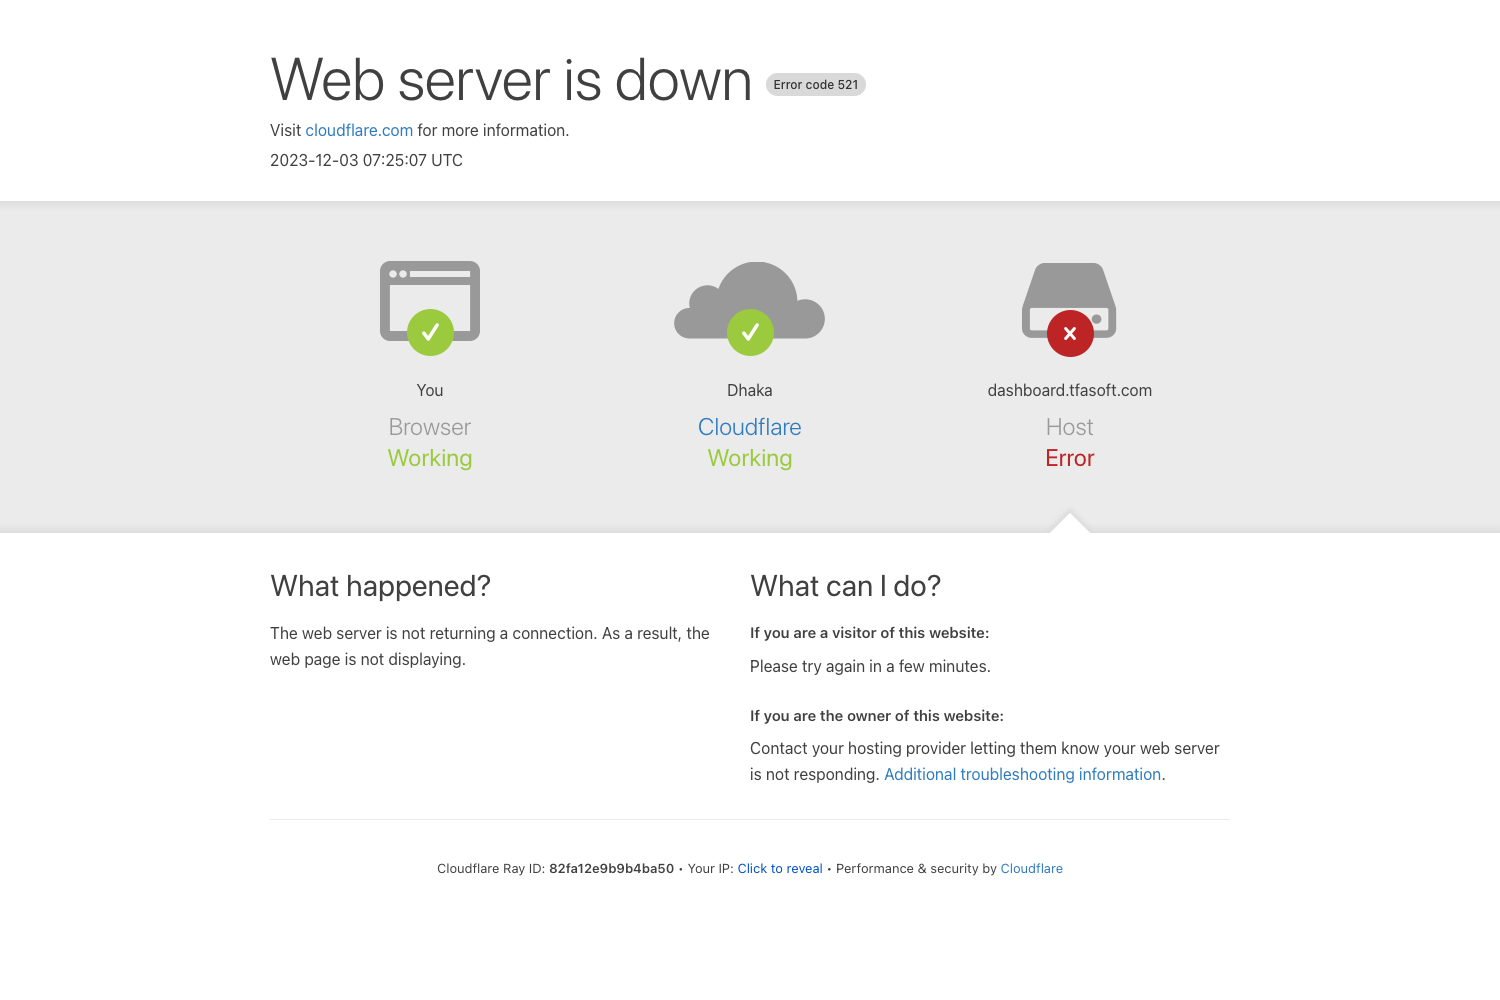 Web server is down Error code 521
Visit cloudflare.com for more information.
2023-12-03 07:25:07 UTC
You
Browser
Working
Dhaka
Cloudflare
Working
dashboard.tfasoft.com
Host
Error
What happened?
The web server is not returning a connection. As a result, the
web page is not displaying.
What can I do?
If you are a visitor of this website:
Please try again in a few minutes.
If you are the owner of this website:
Contact your hosting provider letting them know your web server
is not responding. Additional troubleshooting information.
Cloudflare Ray ID: 82fa12e9b9b4ba50 • Your IP: Click to reveal • Performance & security by Cloudflare